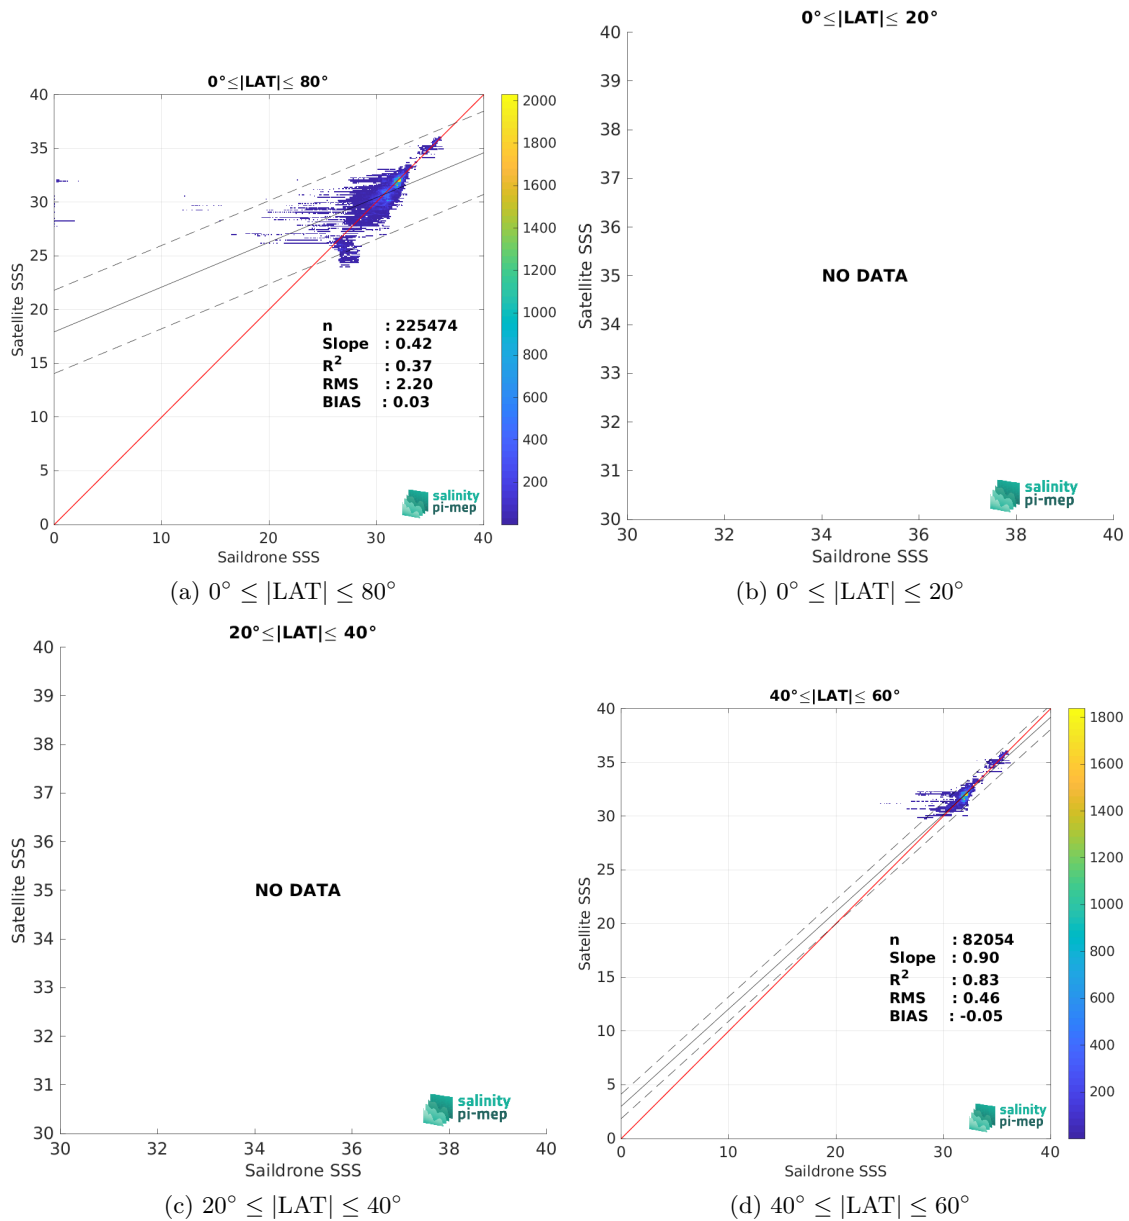 0°≤|LAT|≤ 80°
40
35
30
25
20
15
10
5
0
Satellite SSS
0
10
20
30
40
Saildrone SSS
2000
1800
1600
1400
1200
1000
800
600
400
200
n : 225474
Slope : 0.42
R² : 0.37
RMS : 2.20
BIAS : 0.03
salinity
pi-mep
(a) 0° ≤ |LAT| ≤ 80°
0°≤|LAT|≤ 20°
40
39
38
37
36
35
34
33
32
31
30
Satellite SSS
NO DATA
30
32
34
36
38
40
Saildrone SSS
salinity
pi-mep
(b) 0° ≤ |LAT| ≤ 20°
20°≤|LAT|≤ 40°
40
39
38
37
36
35
34
33
32
31
30
Satellite SSS
NO DATA
30
32
34
36
38
40
Saildrone SSS
salinity
pi-mep
(c) 20° ≤ |LAT| ≤ 40°
40°≤|LAT|≤ 60°
40
35
30
25
20
15
10
5
0
Satellite SSS
0
10
20
30
40
Saildrone SSS
1800
1600
1400
1200
1000
800
600
400
200
n : 82054
Slope : 0.90
R² : 0.83
RMS : 0.46
BIAS : -0.05
salinity
pi-mep
(d) 40° ≤ |LAT| ≤ 60°